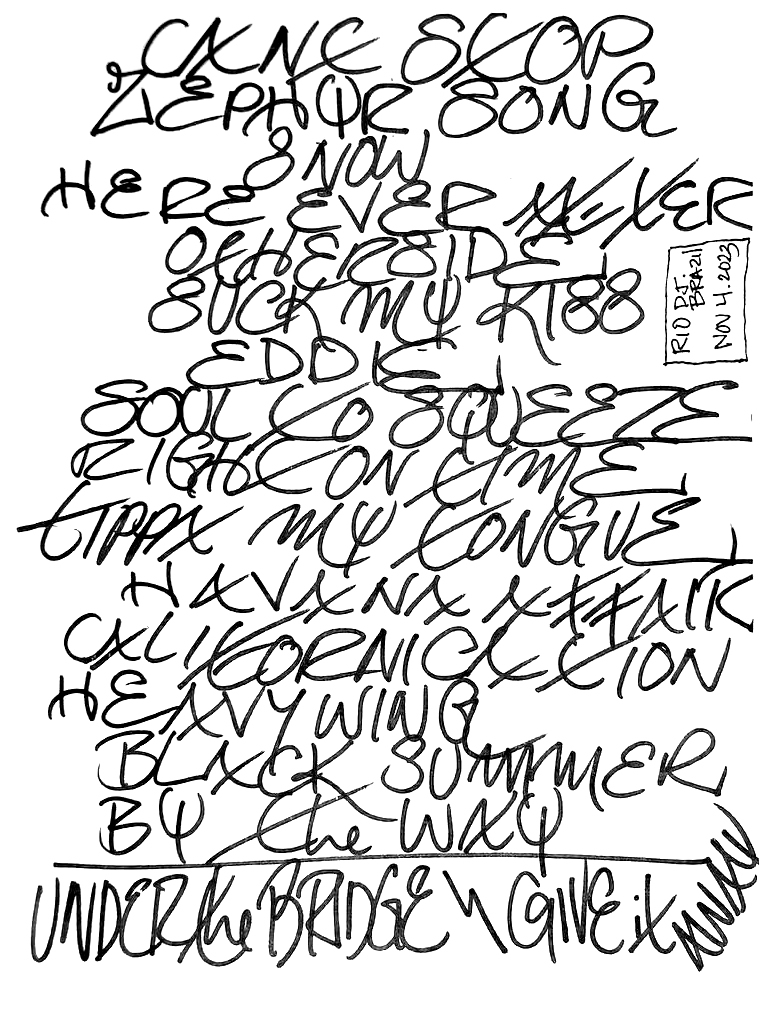 CAN'T STOP
& ZEPHYR SONG
SNOW
HERE EVER AFTER
OTHERSIDE
SUCK MY KISS
EDDIE
SOUL TO SQUEEZE
RIGHT ON TIME
TIPPA MY TONGUE
HAVANA AFFAIR
CALIFORNICATION
HEAVY WING
BLACK SUMMER
BY the WAY
UNDER the BRIDGE \ GIVE it AWAY
RIO DJ.
BRAZIL
NOV 4. 2023